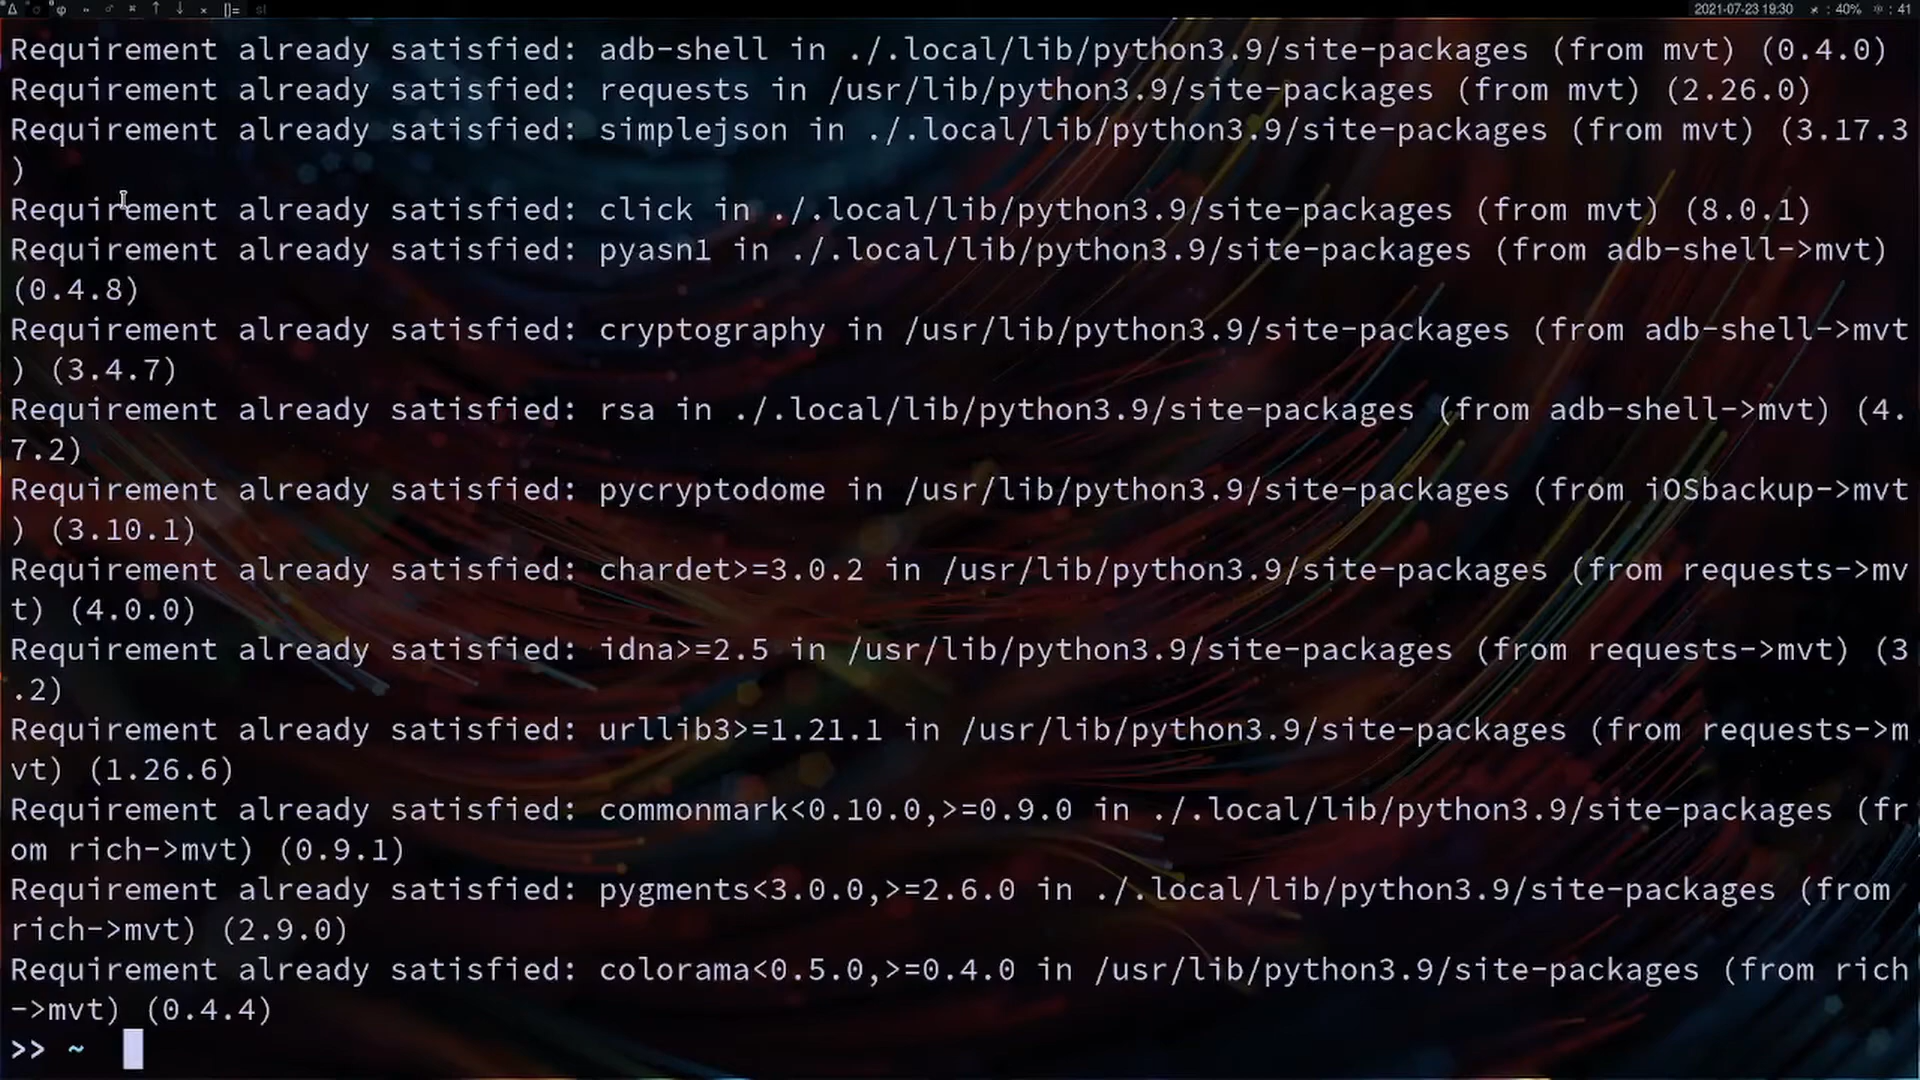 2021-07-23 19:30 : 40% : 41
Requirement already satisfied: adb-shell in ./.local/lib/python3.9/site-packages (from mvt) (0.4.0)
Requirement already satisfied: requests in /usr/lib/python3.9/site-packages (from mvt) (2.26.0)
Requirement already satisfied: simplejson in ./.local/lib/python3.9/site-packages (from mvt) (3.17.3
)
Requirement already satisfied: click in ./.local/lib/python3.9/site-packages (from mvt) (8.0.1)
Requirement already satisfied: pyasn1 in ./.local/lib/python3.9/site-packages (from adb-shell->mvt)
(0.4.8)
Requirement already satisfied: cryptography in /usr/lib/python3.9/site-packages (from adb-shell->mvt
) (3.4.7)
Requirement already satisfied: rsa in ./.local/lib/python3.9/site-packages (from adb-shell->mvt) (4.
7.2)
Requirement already satisfied: pycryptodome in /usr/lib/python3.9/site-packages (from iOSbackup->mvt
) (3.10.1)
Requirement already satisfied: chardet>=3.0.2 in /usr/lib/python3.9/site-packages (from requests->mv
t) (4.0.0)
Requirement already satisfied: idna>=2.5 in /usr/lib/python3.9/site-packages (from requests->mvt) (3
.2)
Requirement already satisfied: urllib3>=1.21.1 in /usr/lib/python3.9/site-packages (from requests->m
vt) (1.26.6)
Requirement already satisfied: commonmark<0.10.0,>=0.9.0 in ./.local/lib/python3.9/site-packages (fr
om rich->mvt) (0.9.1)
Requirement already satisfied: pygments<3.0.0,>=2.6.0 in ./.local/lib/python3.9/site-packages (from
rich->mvt) (2.9.0)
Requirement already satisfied: colorama<0.5.0,>=0.4.0 in /usr/lib/python3.9/site-packages (from rich
->mvt) (0.4.4)
>> ~